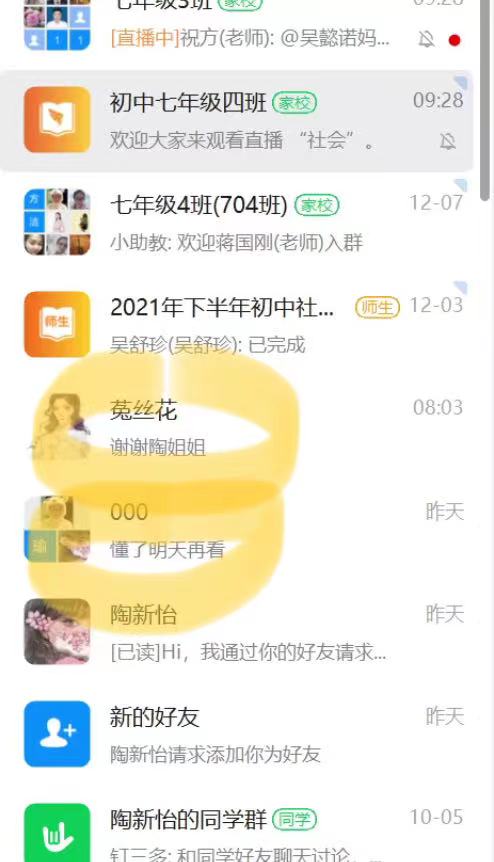 七年级3班 家校
09:28
[直播中]祝方(老师): @吴懿诺妈...
初中七年级四班 家校
09:28
欢迎大家来观看直播 “社会”。
七年级4班(704班) 家校
12-07
小助教: 欢迎蒋国刚(老师)入群
师生
2021年下半年初中社... 师生
12-03
吴舒珍(吴舒珍): 已完成
菟丝花
08:03
谢谢陶姐姐
瑜
000
昨天
懂了明天再看
陶新怡
昨天
[已读]Hi，我通过你的好友请求...
新的好友
昨天
陶新怡请求添加你为好友
陶新怡的同学群 同学
10-05
钉三多: 和同学好友聊天讨论，...